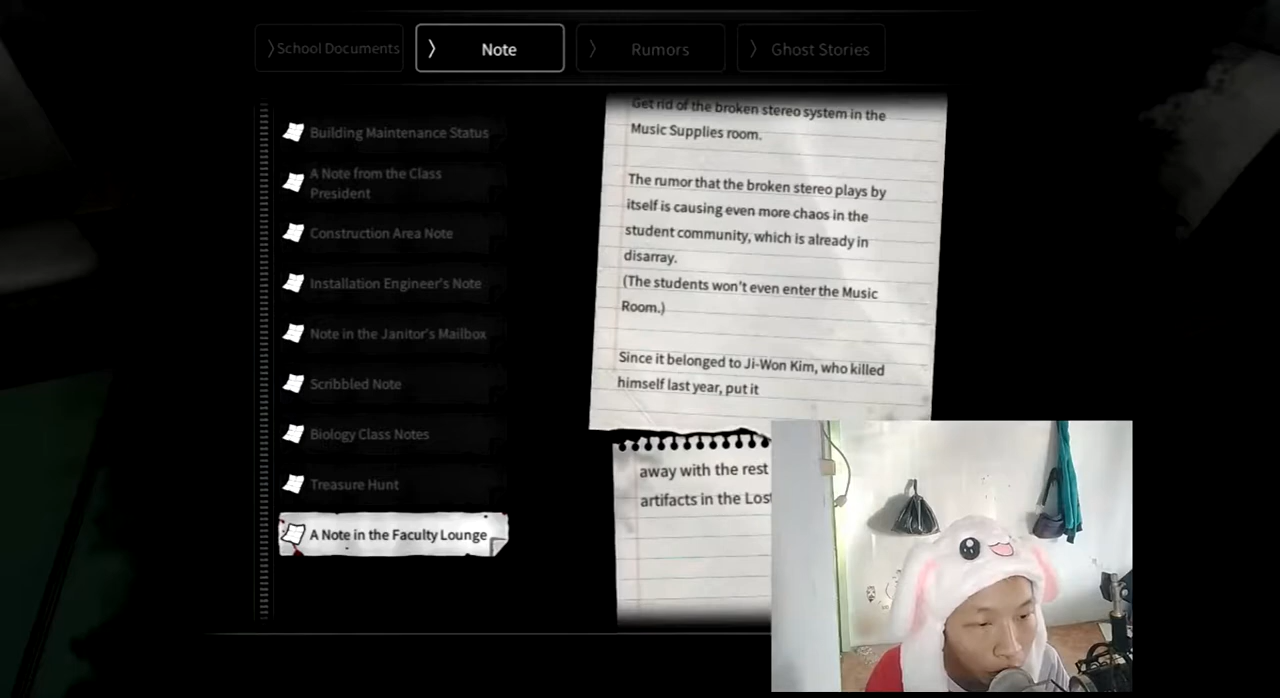 School Documents
Note
Rumors
Ghost Stories
Building Maintenance Status
A Note from the Class
President
Construction Area Note
Installation Engineer's Note
Note in the Janitor's Mailbox
Scribbled Note
Biology Class Notes
Treasure Hunt
A Note in the Faculty Lounge
Get rid of the broken stereo system in the
Music Supplies room.
The rumor that the broken stereo plays by
itself is causing even more chaos in the
student community, which is already in
disarray.
(The students won't even enter the Music
Room.)
Since it belonged to Ji-Won Kim, who killed
himself last year, put it
away with the rest
artifacts in the Lost